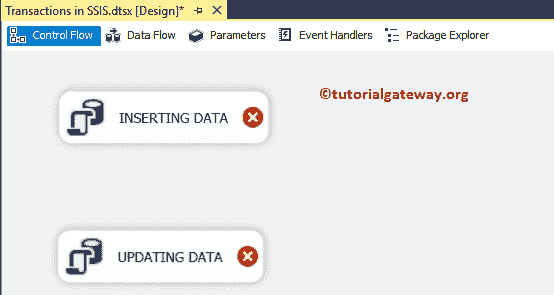 Transactions in SSIS.dtsx [Design]*
Control Flow Data Flow Parameters Event Handlers Package Explorer
©tutorialgateway.org
INSERTING DATA
UPDATING DATA